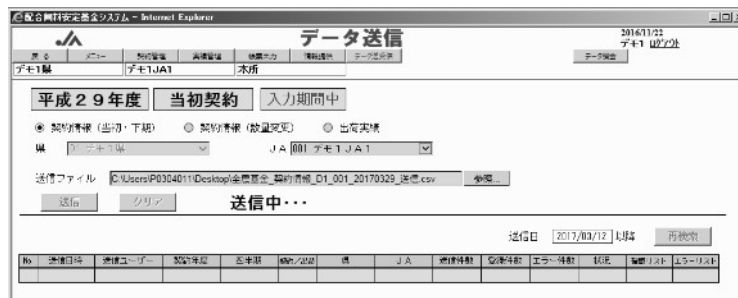 配合飼料安定基金システム - Internet Explorer
JA
データ送信
2016/11/22
デモ1 ログアウト
戻る メニュー 契約管理 実績管理 帳票出力 情報提供 データ送受信 データ照会
デモ1県 デモ1JA1 本所
平成29年度 当初契約 入力期間中
契約情報(当初・下期) 契約情報(数量変更) 出荷実績
県 デモ1県 JA 001 デモ1JA1
送信ファイル C:\Users\P0304011\Desktop\全農基金_契約情報_D1_001_20170329_送信.csv 参照...
送信 クリア 送信中・・・
送信日 2017/03/12 以降 再検索
No 送信日時 送信ユーザー 契約年度 四半期 県 JA 送信件数 登録件数 エラー件数 状況 確認リスト エラーリスト